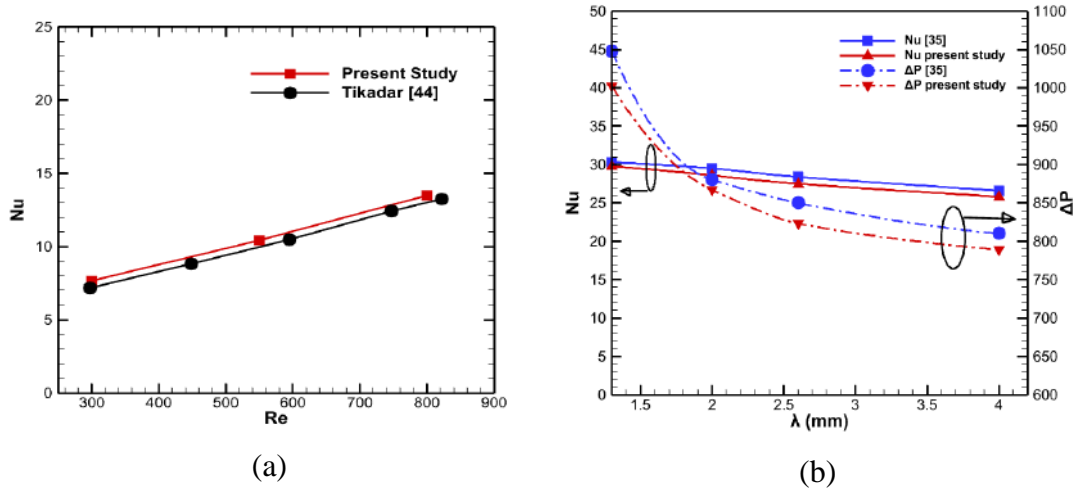 25
20
15
10
5
0
Nu
300 400 500 600 700 800 900
Re
Present Study
Tikadar [44]
(a)
50
45
40
35
30
25
20
15
10
5
0
Nu
1.5 2 2.5 3 3.5 4
λ (mm)
Nu [35]
Nu present study
ΔP [35]
ΔP present study
1100
1050
1000
950
900
850
800
750
700
650
600
ΔP
(b)